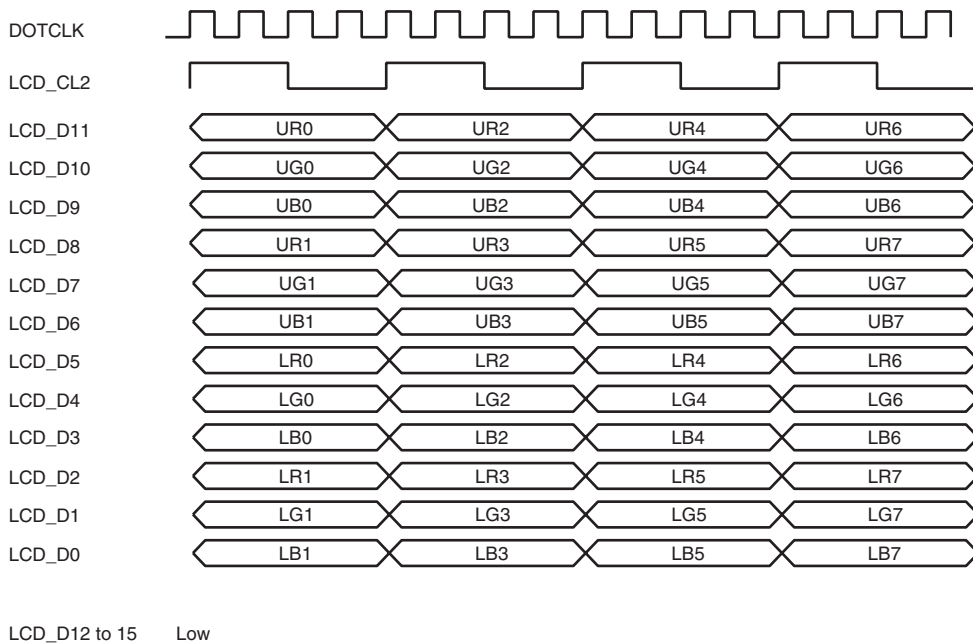 DOTCLK
LCD_CL2
LCD_D11 UR0 UR2 UR4 UR6
LCD_D10 UG0 UG2 UG4 UG6
LCD_D9 UB0 UB2 UB4 UB6
LCD_D8 UR1 UR3 UR5 UR7
LCD_D7 UG1 UG3 UG5 UG7
LCD_D6 UB1 UB3 UB5 UB7
LCD_D5 LR0 LR2 LR4 LR6
LCD_D4 LG0 LG2 LG4 LG6
LCD_D3 LB0 LB2 LB4 LB6
LCD_D2 LR1 LR3 LR5 LR7
LCD_D1 LG1 LG3 LG5 LG7
LCD_D0 LB1 LB3 LB5 LB7
LCD_D12 to 15 Low